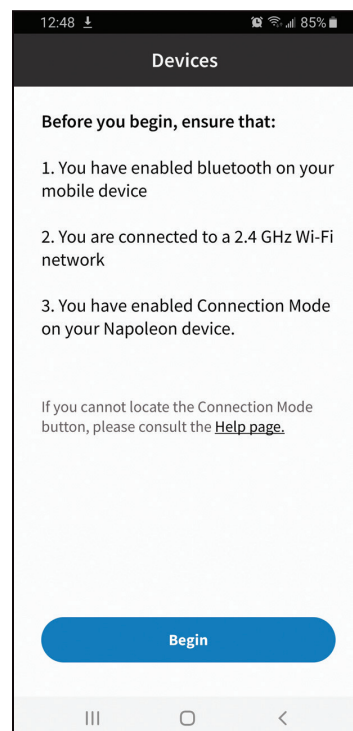 12:48 85%
Devices
Before you begin, ensure that:
1. You have enabled bluetooth on your
mobile device
2. You are connected to a 2.4 GHz Wi-Fi
network
3. You have enabled Connection Mode
on your Napoleon device.
If you cannot locate the Connection Mode
button, please consult the Help page.
Begin